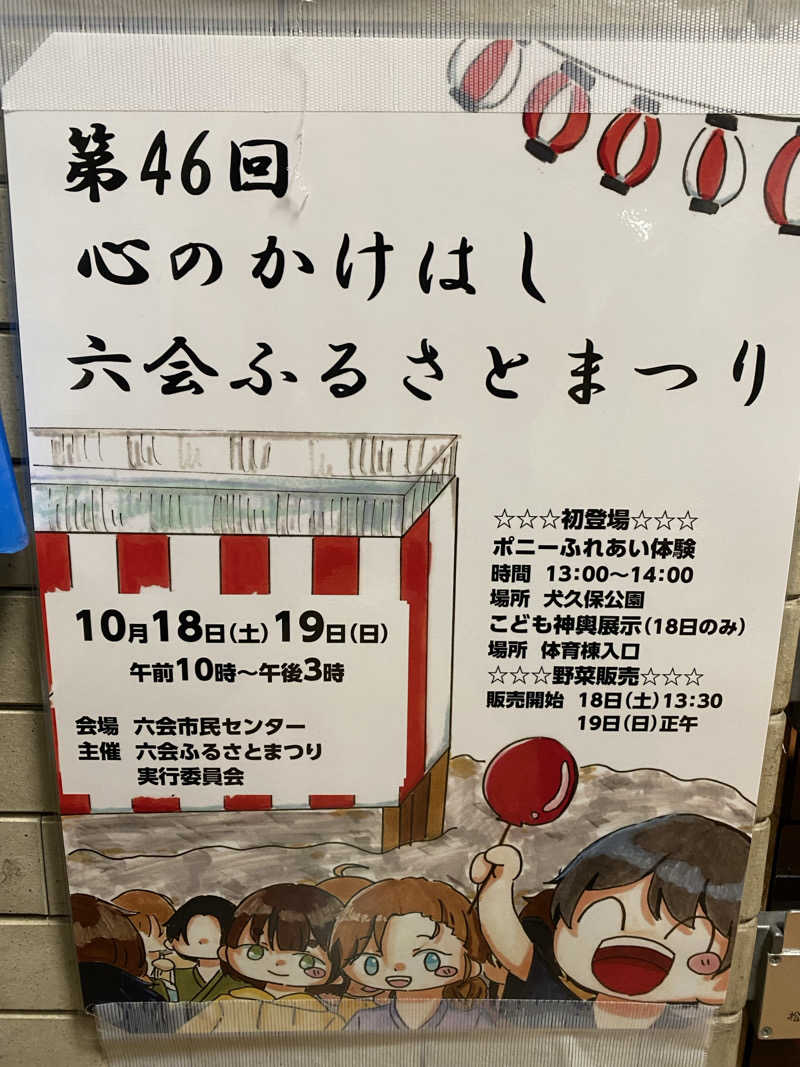 第46回
心のかけはし
六会ふるさとまつり
10月18日(土)19日(日)
午前10時～午後3時
会場 六会市民センター
主催 六会ふるさとまつり
実行委員会
☆☆☆初登場☆☆☆
ポニーふれあい体験
時間 13:00～14:00
場所 犬久保公園
こども神輿展示(18日のみ)
場所 体育棟入口
☆☆☆野菜販売☆☆☆
販売開始 18日(土)13:30
19日(日)正午
松